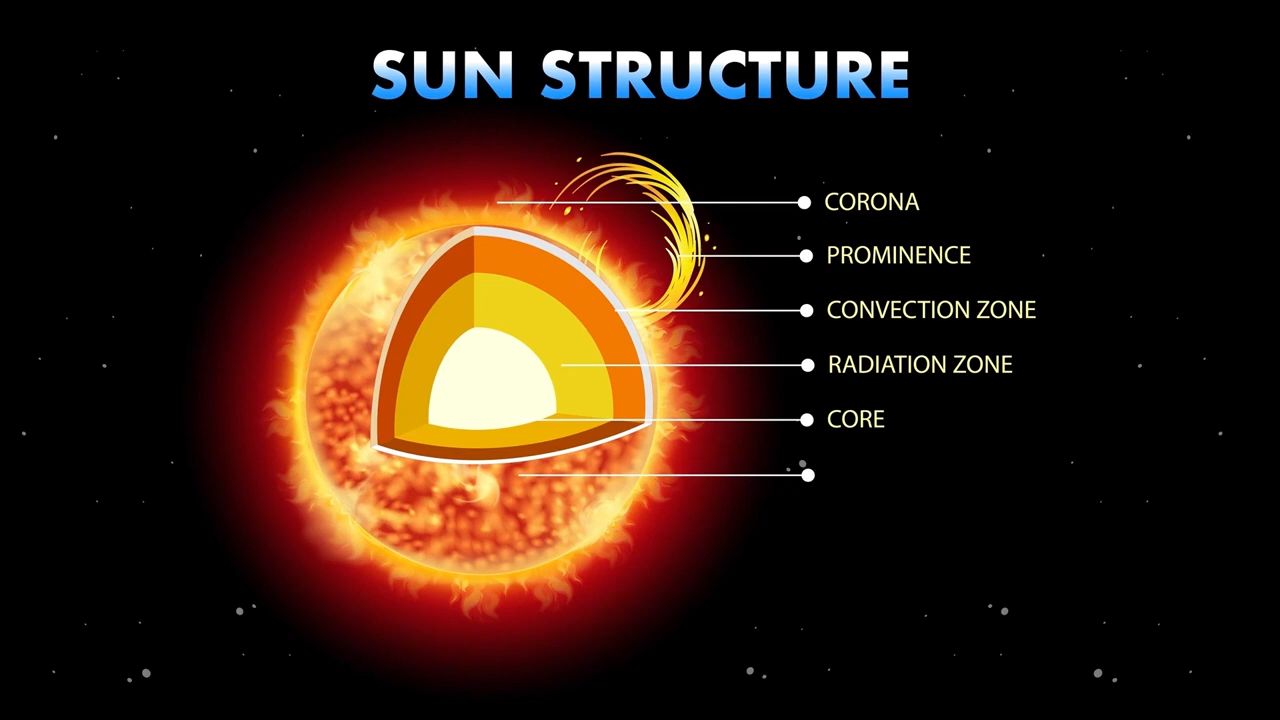 SUN STRUCTURE
CORONA
PROMINENCE
CONVECTION ZONE
RADIATION ZONE
CORE